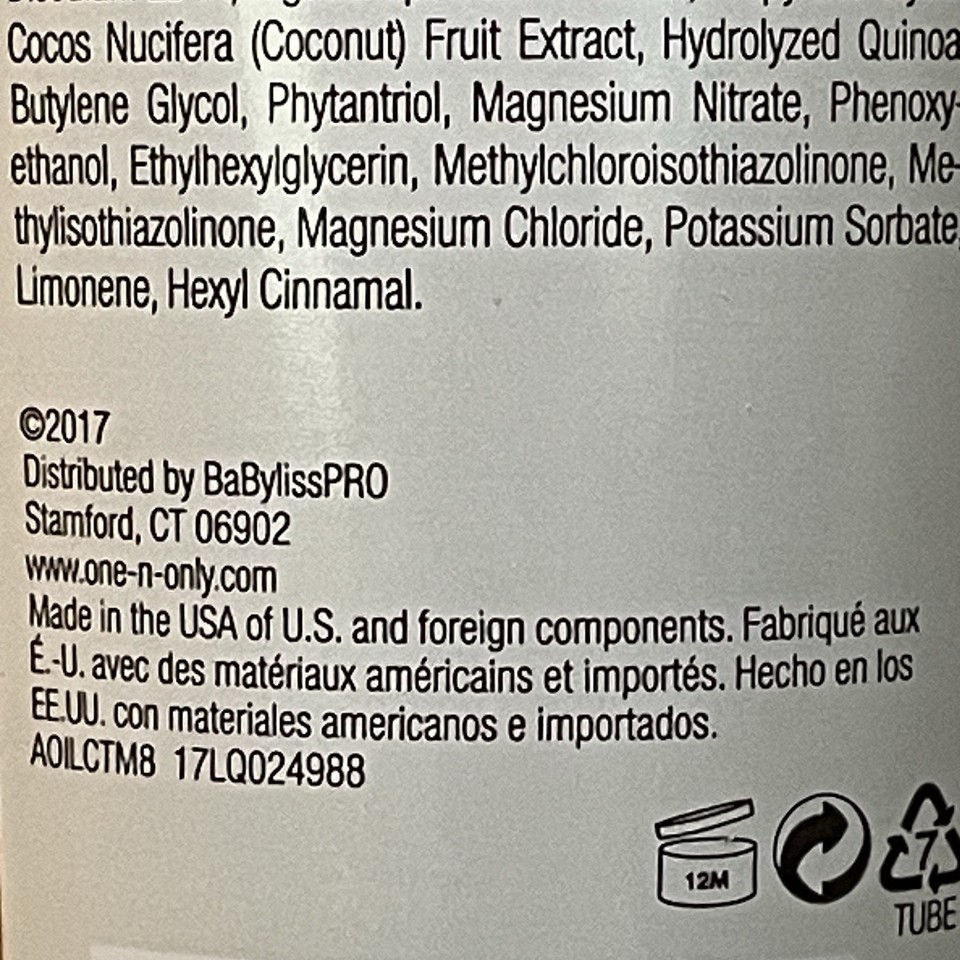 Cocos Nucifera (Coconut) Fruit Extract, Hydrolyzed Quinoa
Butylene Glycol, Phytantriol, Magnesium Nitrate, Phenoxy-
ethanol, Ethylhexylglycerin, Methylchloroisothiazolinone, Me-
thylisothiazolinone, Magnesium Chloride, Potassium Sorbate,
Limonene, Hexyl Cinnamal.
©2017
Distributed by BaBylissPRO
Stamford, CT 06902
www.one-n-only.com
Made in the USA of U.S. and foreign components. Fabriqué aux
É.-U. avec des matériaux américains et importés. Hecho en los
EE.UU. con materiales americanos e importados.
AOILCTM8 17LQ024988
12M
7
TUBE